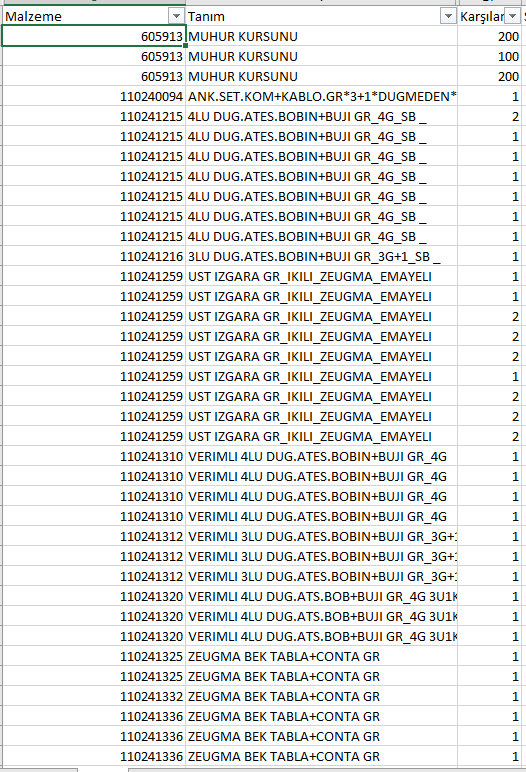 Malzeme Tanım Karşılar
605913 MUHUR KURSUNU 200
605913 MUHUR KURSUNU 100
605913 MUHUR KURSUNU 200
110240094 ANK.SET.KOM+KABLO.GR*3+1*DUGMEDEN* 1
110241215 4LU DUG.ATES.BOBIN+BUJI GR_4G_SB _ 2
110241215 4LU DUG.ATES.BOBIN+BUJI GR_4G_SB _ 1
110241215 4LU DUG.ATES.BOBIN+BUJI GR_4G_SB _ 1
110241215 4LU DUG.ATES.BOBIN+BUJI GR_4G_SB _ 1
110241215 4LU DUG.ATES.BOBIN+BUJI GR_4G_SB _ 1
110241215 4LU DUG.ATES.BOBIN+BUJI GR_4G_SB _ 1
110241215 4LU DUG.ATES.BOBIN+BUJI GR_4G_SB _ 1
110241216 3LU DUG.ATES.BOBIN+BUJI GR_3G+1_SB _ 1
110241259 UST IZGARA GR_IKILI_ZEUGMA_EMAYELI 1
110241259 UST IZGARA GR_IKILI_ZEUGMA_EMAYELI 1
110241259 UST IZGARA GR_IKILI_ZEUGMA_EMAYELI 2
110241259 UST IZGARA GR_IKILI_ZEUGMA_EMAYELI 2
110241259 UST IZGARA GR_IKILI_ZEUGMA_EMAYELI 2
110241259 UST IZGARA GR_IKILI_ZEUGMA_EMAYELI 1
110241259 UST IZGARA GR_IKILI_ZEUGMA_EMAYELI 2
110241259 UST IZGARA GR_IKILI_ZEUGMA_EMAYELI 2
110241259 UST IZGARA GR_IKILI_ZEUGMA_EMAYELI 2
110241310 VERIMLI 4LU DUG.ATES.BOBIN+BUJI GR_4G 1
110241310 VERIMLI 4LU DUG.ATES.BOBIN+BUJI GR_4G 1
110241310 VERIMLI 4LU DUG.ATES.BOBIN+BUJI GR_4G 1
110241310 VERIMLI 4LU DUG.ATES.BOBIN+BUJI GR_4G 1
110241312 VERIMLI 3LU DUG.ATES.BOBIN+BUJI GR_3G+1 1
110241312 VERIMLI 3LU DUG.ATES.BOBIN+BUJI GR_3G+1 1
110241312 VERIMLI 3LU DUG.ATES.BOBIN+BUJI GR_3G+1 1
110241320 VERIMLI 4LU DUG.ATS.BOB+BUJI GR_4G 3U1K 1
110241320 VERIMLI 4LU DUG.ATS.BOB+BUJI GR_4G 3U1K 1
110241320 VERIMLI 4LU DUG.ATS.BOB+BUJI GR_4G 3U1K 1
110241325 ZEUGMA BEK TABLA+CONTA GR 1
110241325 ZEUGMA BEK TABLA+CONTA GR 1
110241332 ZEUGMA BEK TABLA+CONTA GR 1
110241336 ZEUGMA BEK TABLA+CONTA GR 1
110241336 ZEUGMA BEK TABLA+CONTA GR 1
110241336 ZEUGMA BEK TABLA+CONTA GR 1